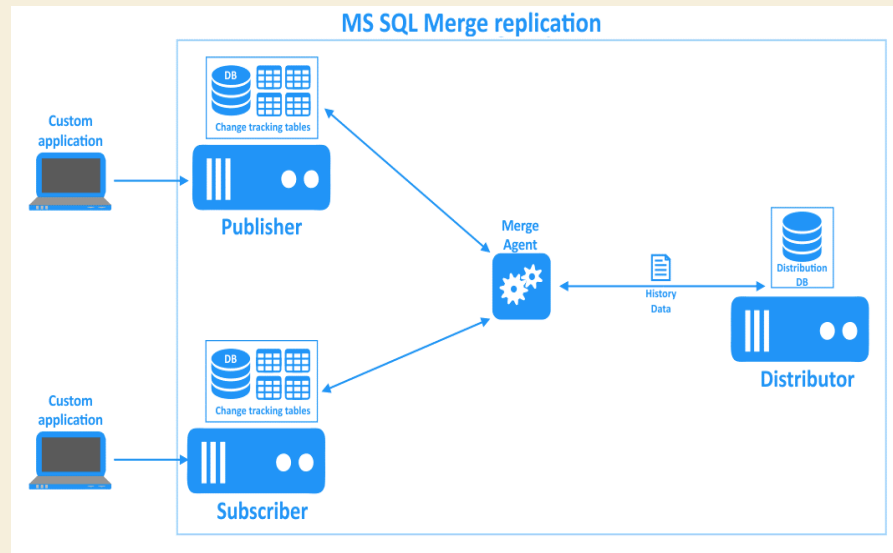 MS SQL Merge replication
DB
Change tracking tables
Custom
application
Publisher
Merge
Agent
Distribution
DB
History
Data
Distributor
DB
Change tracking tables
Custom
application
Subscriber